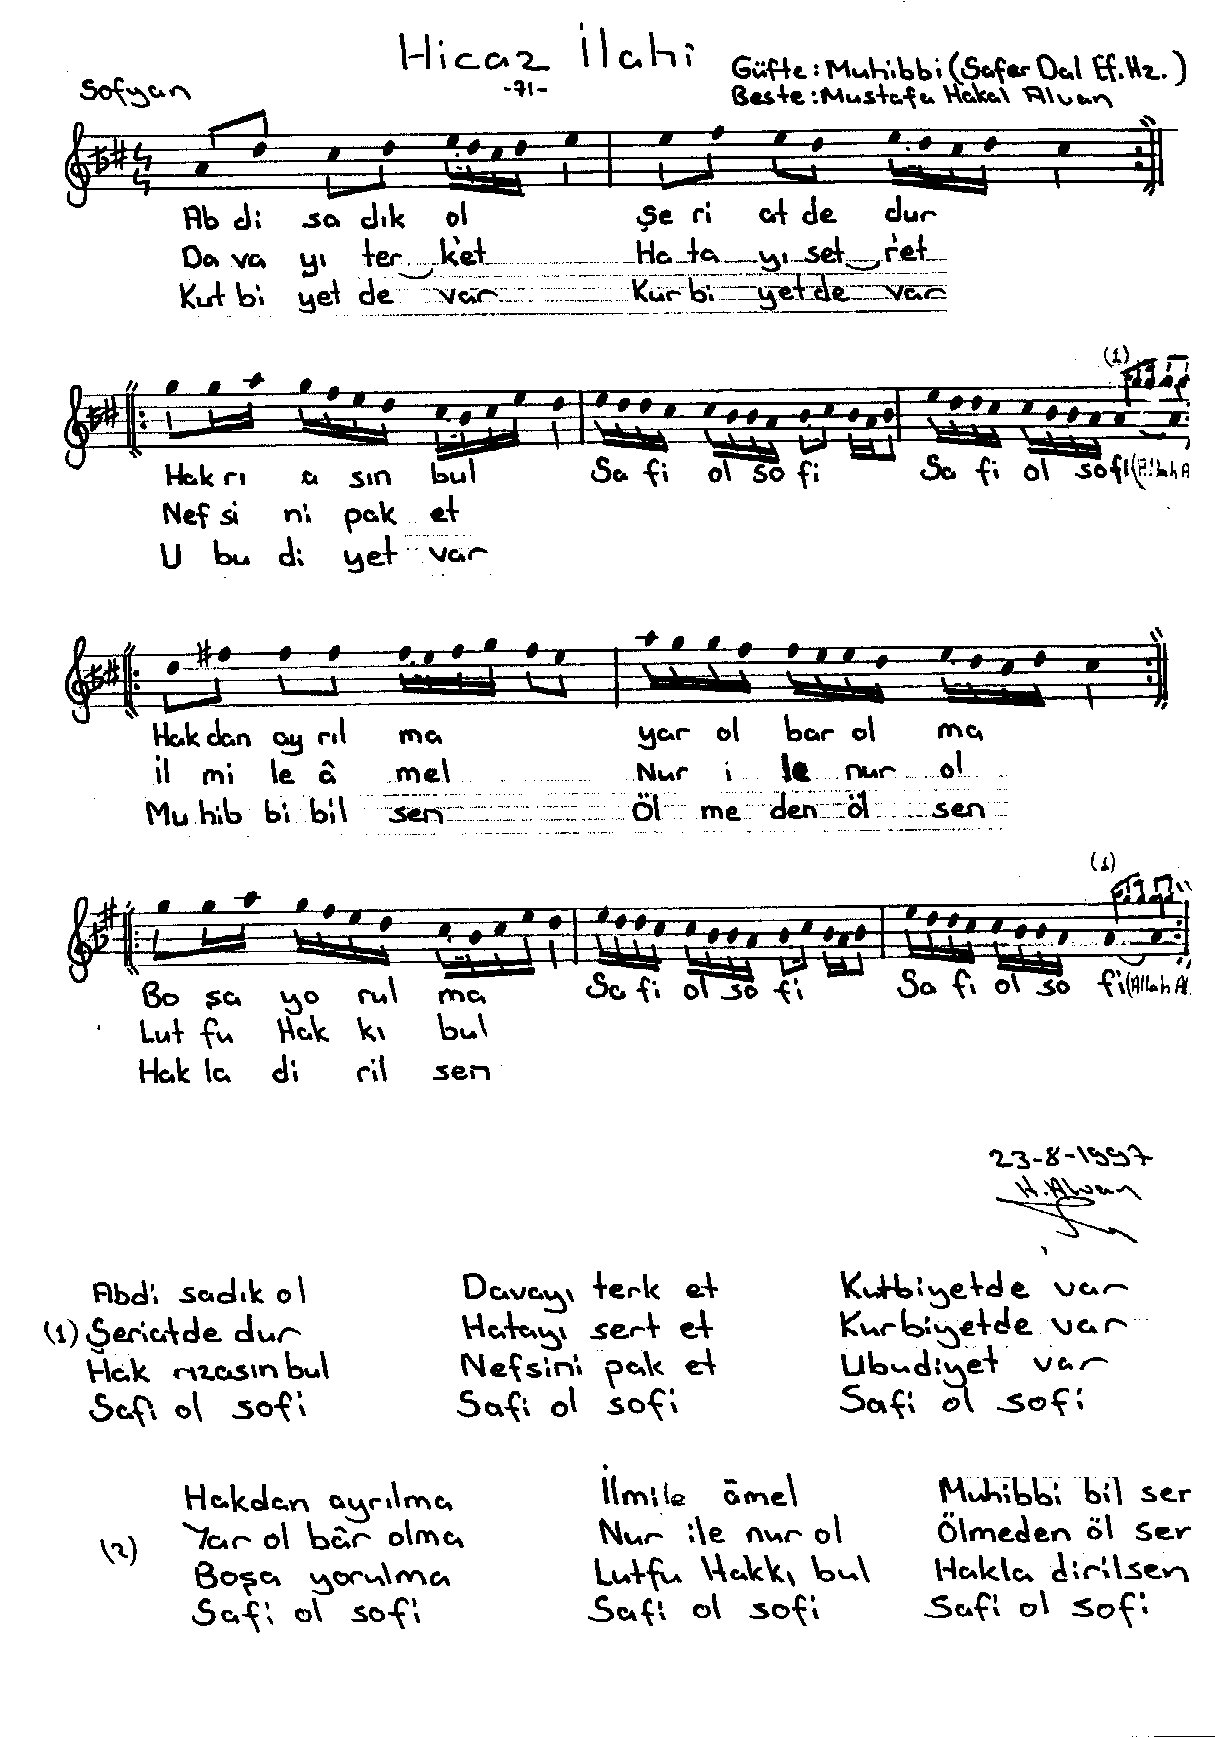 Hicaz İlahi
Sofyan
-71-
Güfte: Muhibbi (Safer Dal Ef. Hz.)
Beste: Mustafa Hakal Alvan
Ab di sa dık ol Şe ri at de dur
Da va yı ter k'et Ha ta yı set r'et
Kut bi yet de var Kur bi yet de var
(1)
Hak rı a sın bul Sa fi ol so fi Sa fi ol so fi (Allah A
Nef si ni pak et
U bu di yet var
Hak dan ay rıl ma yar ol bar ol ma
il mi le â mel Nur i le nur ol
Mu hib bi bil sen Öl me den öl sen
(1)
Bo şa yo rul ma Sa fi ol so fi Sa fi ol so fi (Allah Al
Lut fu Hak kı bul
Hak la di ril sen
23-8-1997
H. Alvan
Abdi sadık ol Davayı terk et Kutbiyetde var
(1) Şeriatde dur Hatayı sert et Kurbiyetde var
Hak rızasın bul Nefsini pak et Ubudiyet var
Safi ol sofi Safi ol sofi Safi ol sofi
Hakdan ayrılma İlmile âmel Muhibbi bil ser
(2) Yar ol bâr olma Nur ile nur ol Ölmeden öl ser
Boşa yorulma Lutfu Hakkı bul Hakla dirilsen
Safi ol sofi Safi ol sofi Safi ol sofi